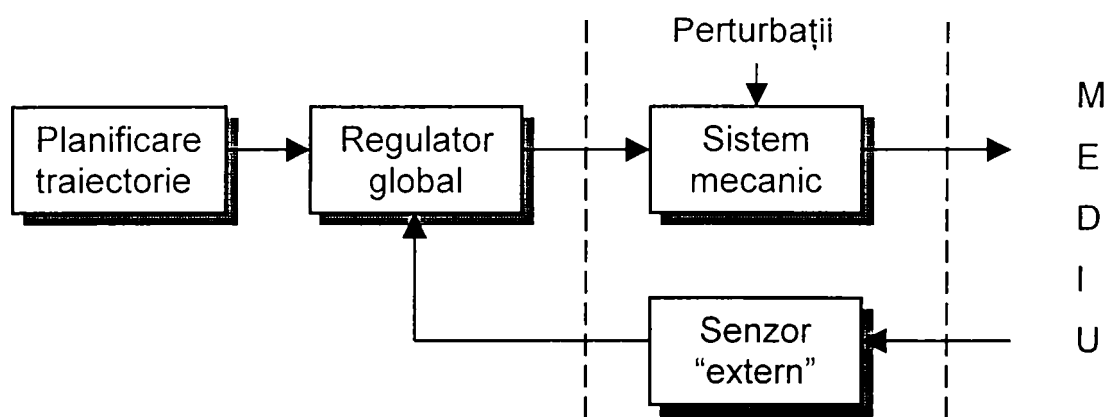 Perturbații
Planificare
traiectorie
Regulator
global
Sistem
mecanic
Senzor
“extern”
M
E
D
I
U